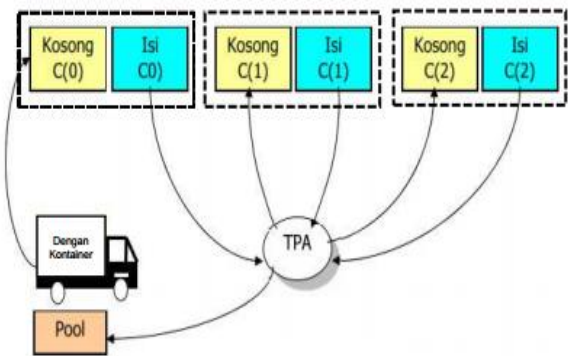 Kosong
C(0)
Isi
C0)
Kosong
C(1)
Isi
C(1)
Kosong
C(2)
Isi
C(2)
Dengan
Kontainer
TPA
Pool